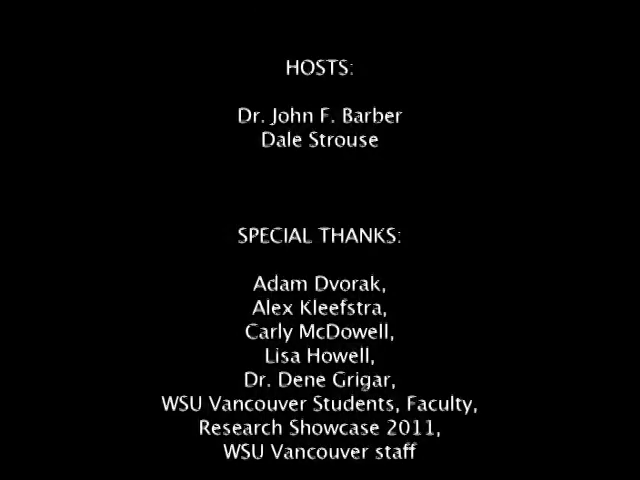 HOSTS:
Dr. John F. Barber
Dale Strouse
SPECIAL THANKS:
Adam Dvorak,
Alex Kleefstra,
Carly McDowell,
Lisa Howell,
Dr. Dene Grigar,
WSU Vancouver Students, Faculty,
Research Showcase 2011,
WSU Vancouver staff